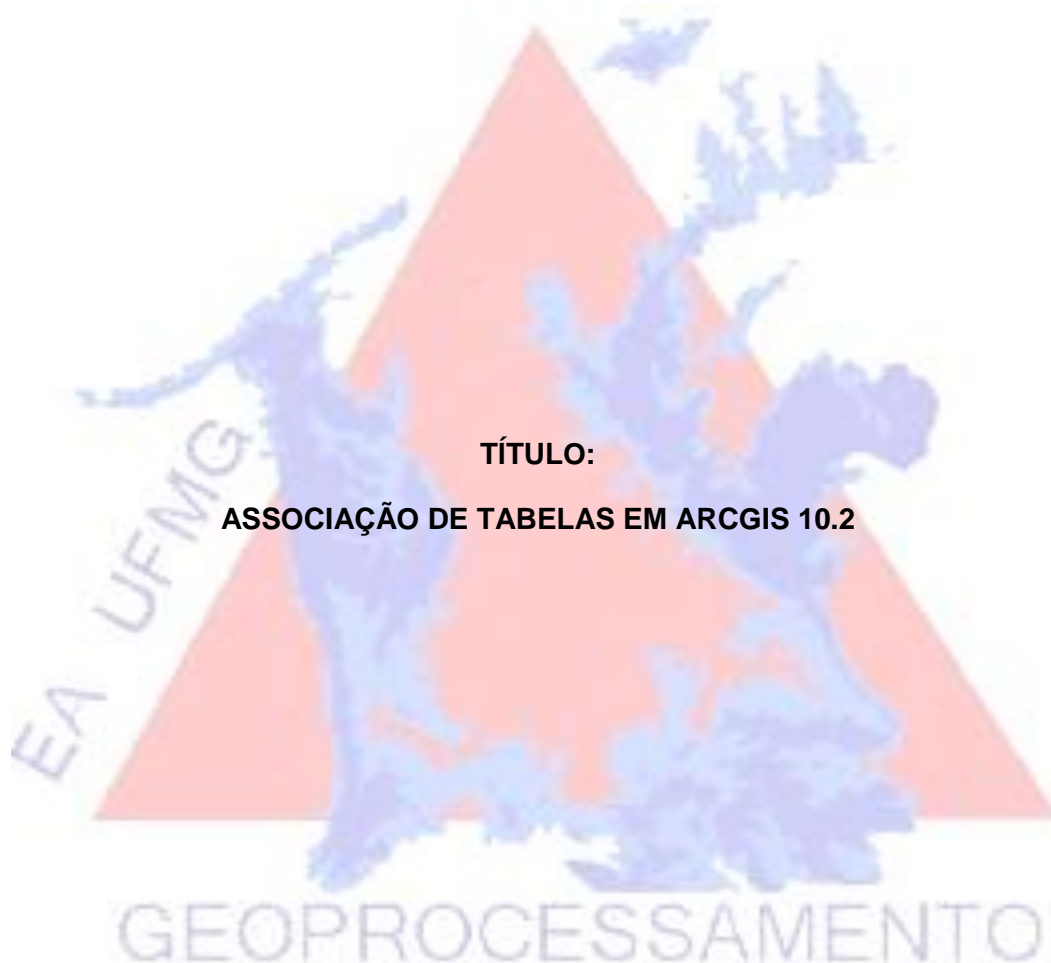 TÍTULO:
ASSOCIAÇÃO DE TABELAS EM ARCGIS 10.2
EA UFMG
GEOPROCESSAMENTO